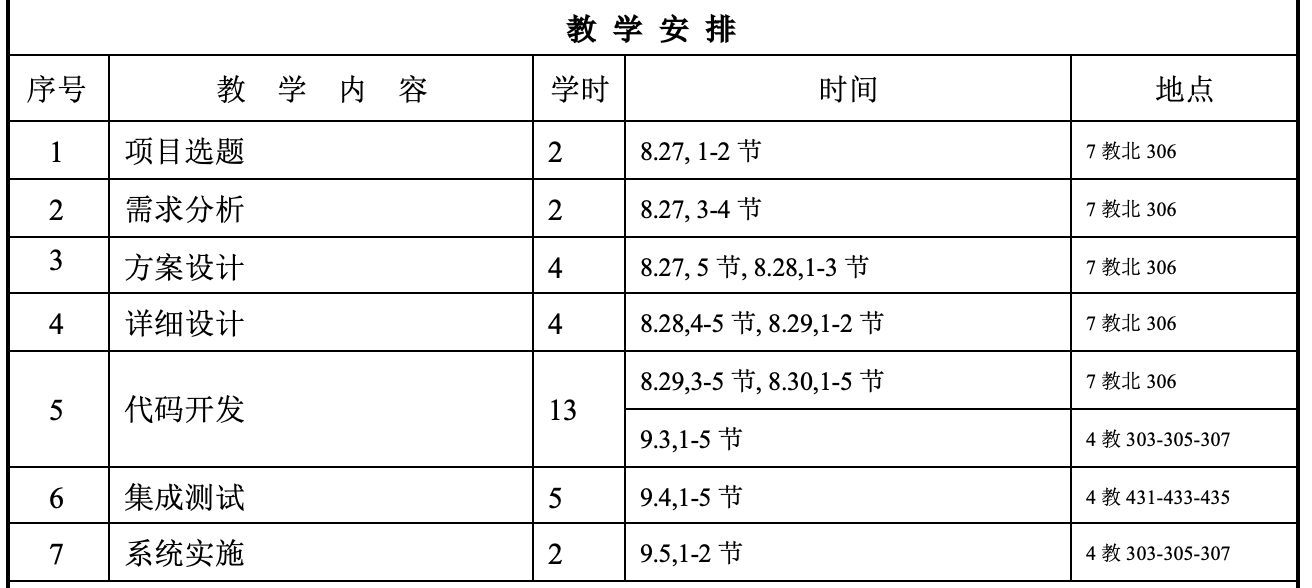 教 学 安 排
序号 教 学 内 容 学时 时间 地点
1 项目选题 2 8.27, 1-2 节 7 教北 306
2 需求分析 2 8.27, 3-4 节 7 教北 306
3 方案设计 4 8.27, 5 节, 8.28,1-3 节 7 教北 306
4 详细设计 4 8.28,4-5 节, 8.29,1-2 节 7 教北 306
5 代码开发 13 8.29,3-5 节, 8.30,1-5 节 7 教北 306
9.3,1-5 节 4 教 303-305-307
6 集成测试 5 9.4,1-5 节 4 教 431-433-435
7 系统实施 2 9.5,1-2 节 4 教 303-305-307